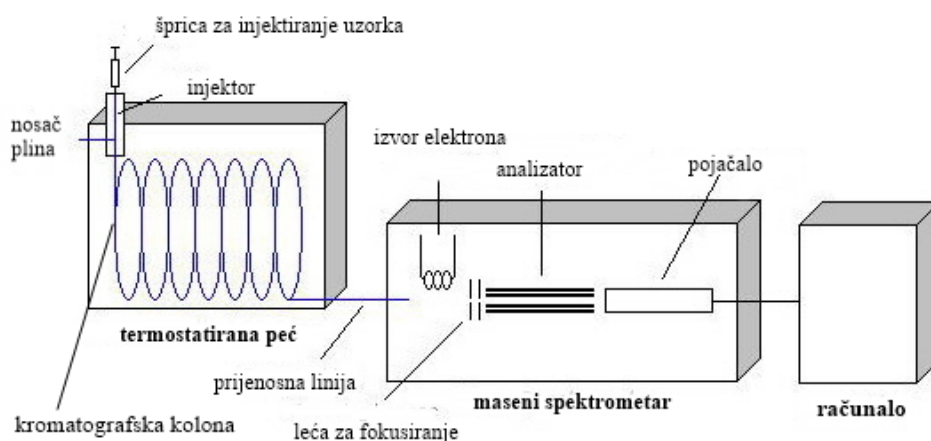 šprica za injektiranje uzorka
injektor
nosač
plina
izvor elektrona
analizator
pojačalo
termostatirana peć
prijenosna linija
maseni spektrometar
računalo
kromatografska kolona
leća za fokusiranje